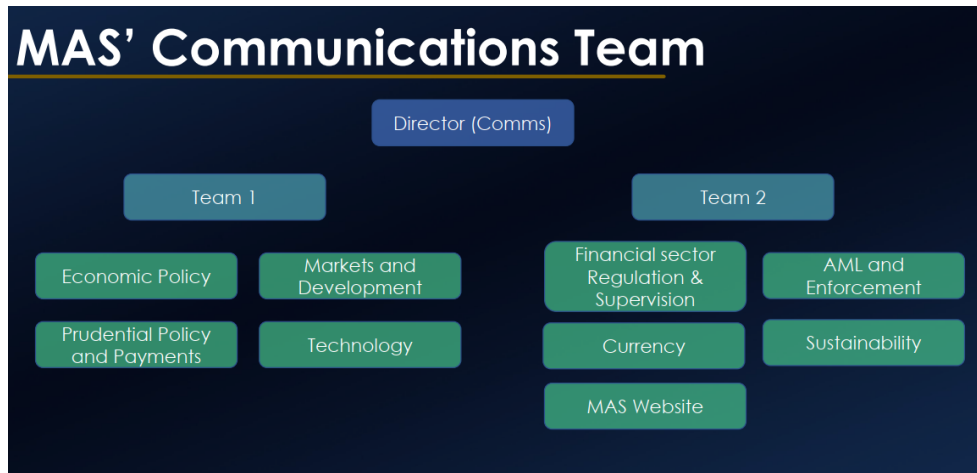 MAS’ Communications Team
Director (Comms)
Team 1
Economic Policy
Markets and
Development
Prudential Policy
and Payments
Technology
Team 2
Financial sector
Regulation &
Supervision
AML and
Enforcement
Currency
Sustainability
MAS Website